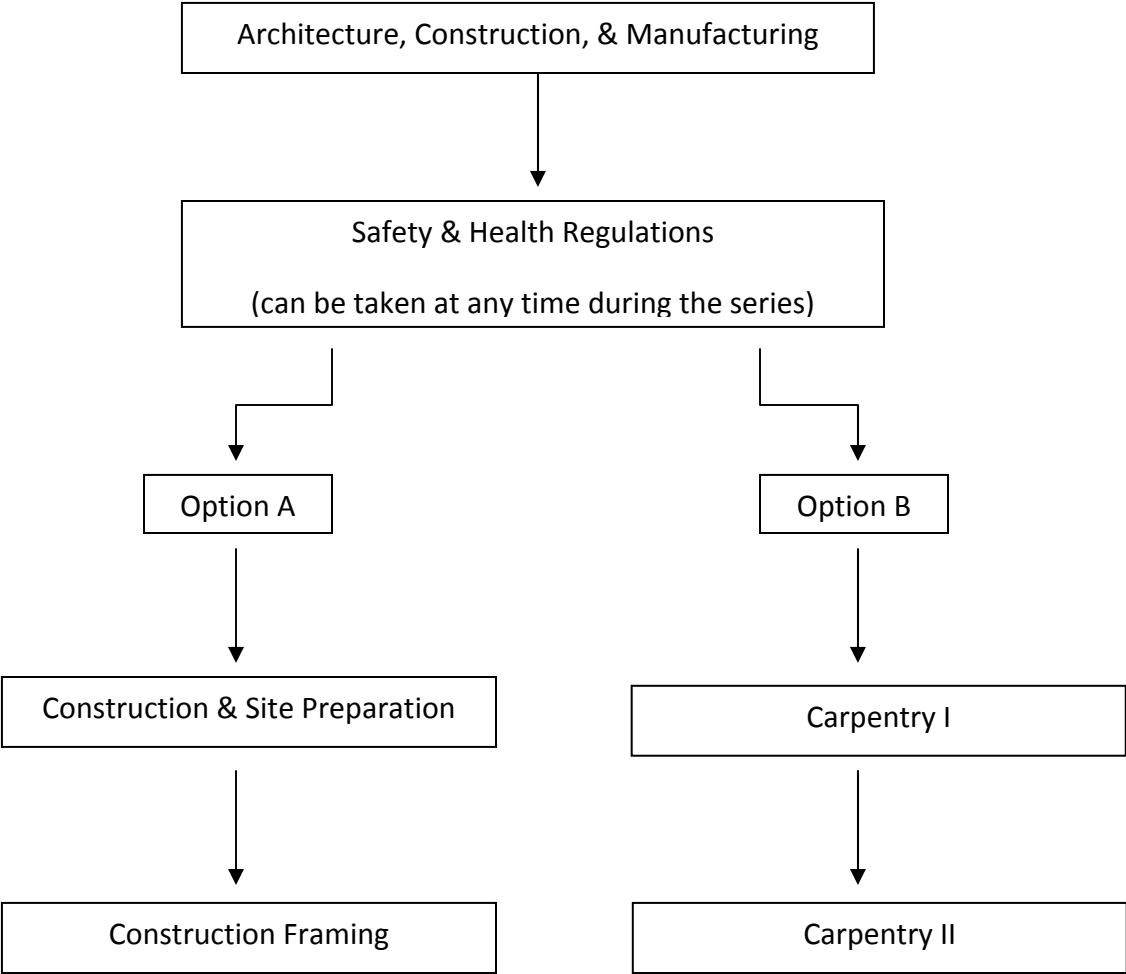 Architecture, Construction, & Manufacturing
Safety & Health Regulations
(can be taken at any time during the series)
Option A
Option B
Construction & Site Preparation
Carpentry I
Construction Framing
Carpentry II